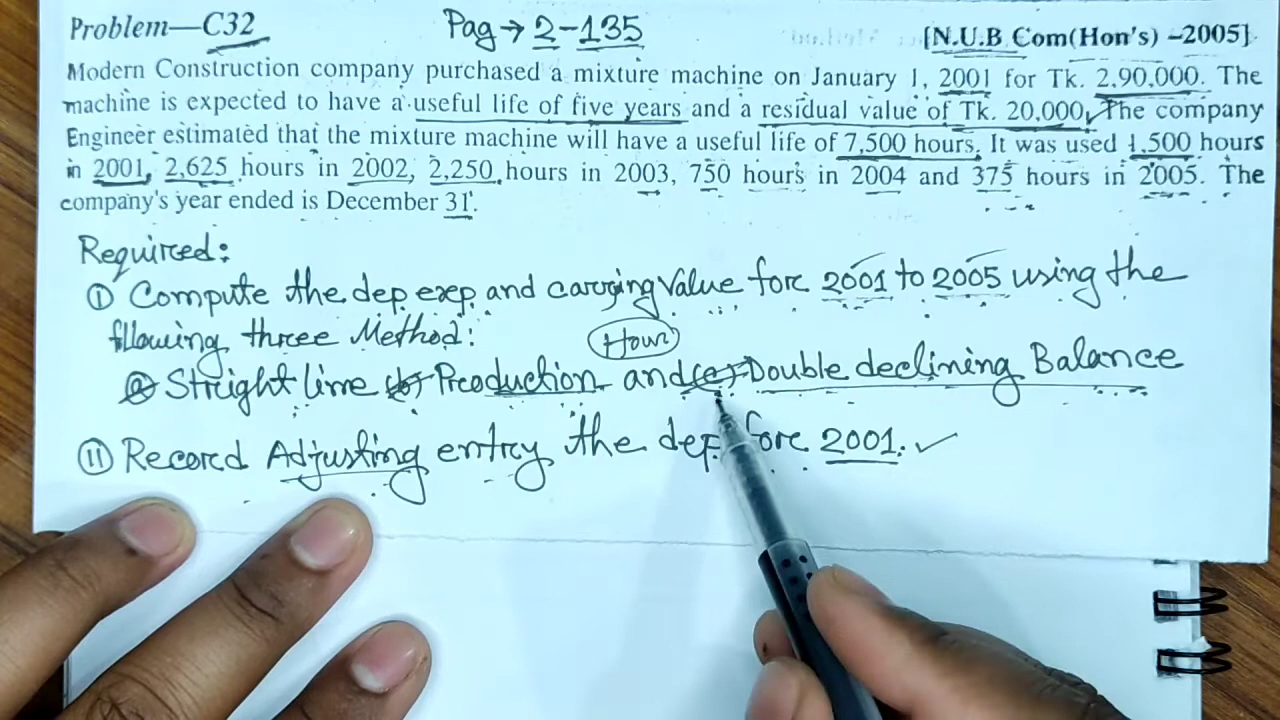 Problem—C32 Pag → 2-135 [N.U.B Com(Hon's) –2005]
Modern Construction company purchased a mixture machine on January 1, 2001 for Tk. 2,90,000. The
machine is expected to have a useful life of five years and a residual value of Tk. 20,000. The company
Engineer estimated that the mixture machine will have a useful life of 7,500 hours. It was used 1,500 hours
in 2001, 2,625 hours in 2002, 2,250 hours in 2003, 750 hours in 2004 and 375 hours in 2005. The
company's year ended is December 31.
Required:
① Compute the dep exp and carrying value for 2001 to 2005 using the
following three Method:
Hour
(a) Streight line (b) Production and (c) Double declining Balance
⑪ Record Adjusting entry the dep for 2001.